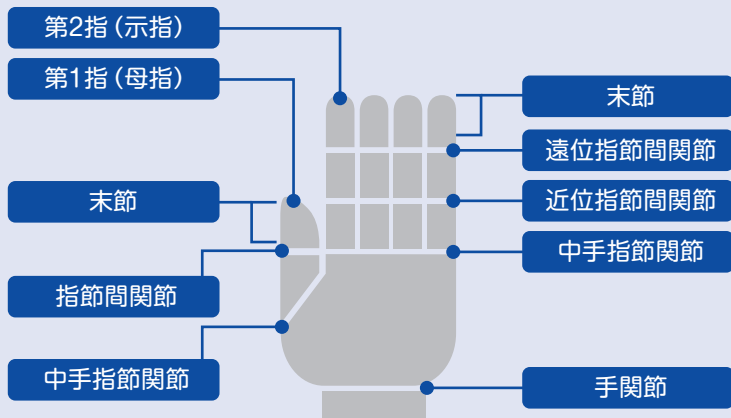 第2指（示指）
第1指（母指）
末節
指節間関節
中手指節関節
末節
遠位指節間関節
近位指節間関節
中手指節関節
手関節